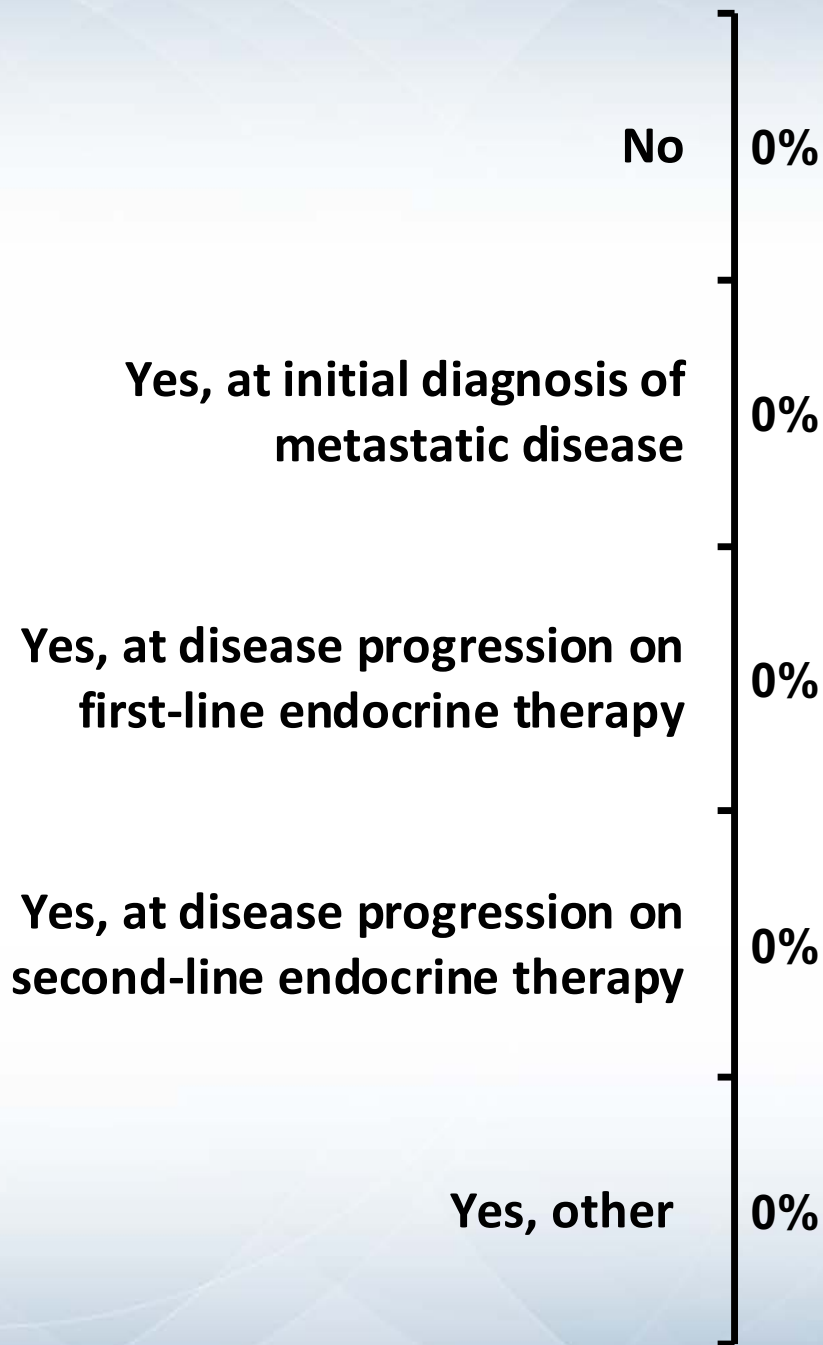 No 0%
Yes, at initial diagnosis of
metastatic disease
0%
Yes, at disease progression on
first-line endocrine therapy
0%
Yes, at disease progression on
second-line endocrine therapy
0%
Yes, other 0%